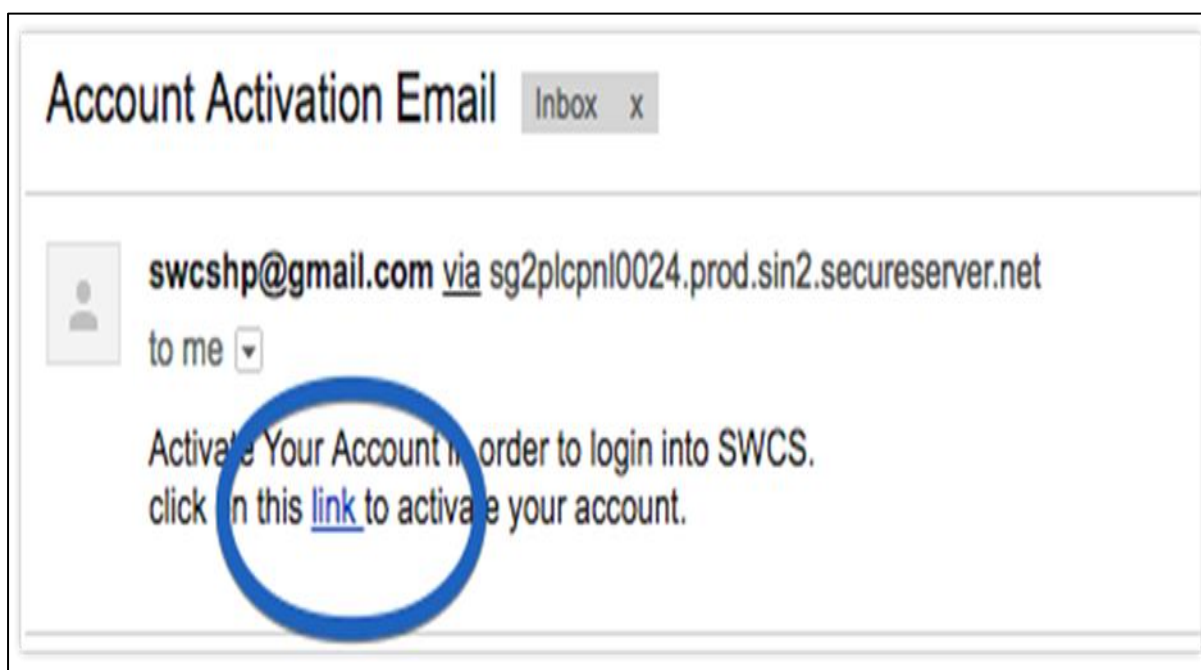 Account Activation Email Inbox x
swcshp@gmail.com via sg2plcpnl0024.prod.sin2.secureserver.net
to me
Activate Your Account in order to login into SWCS.
click on this link to activate your account.